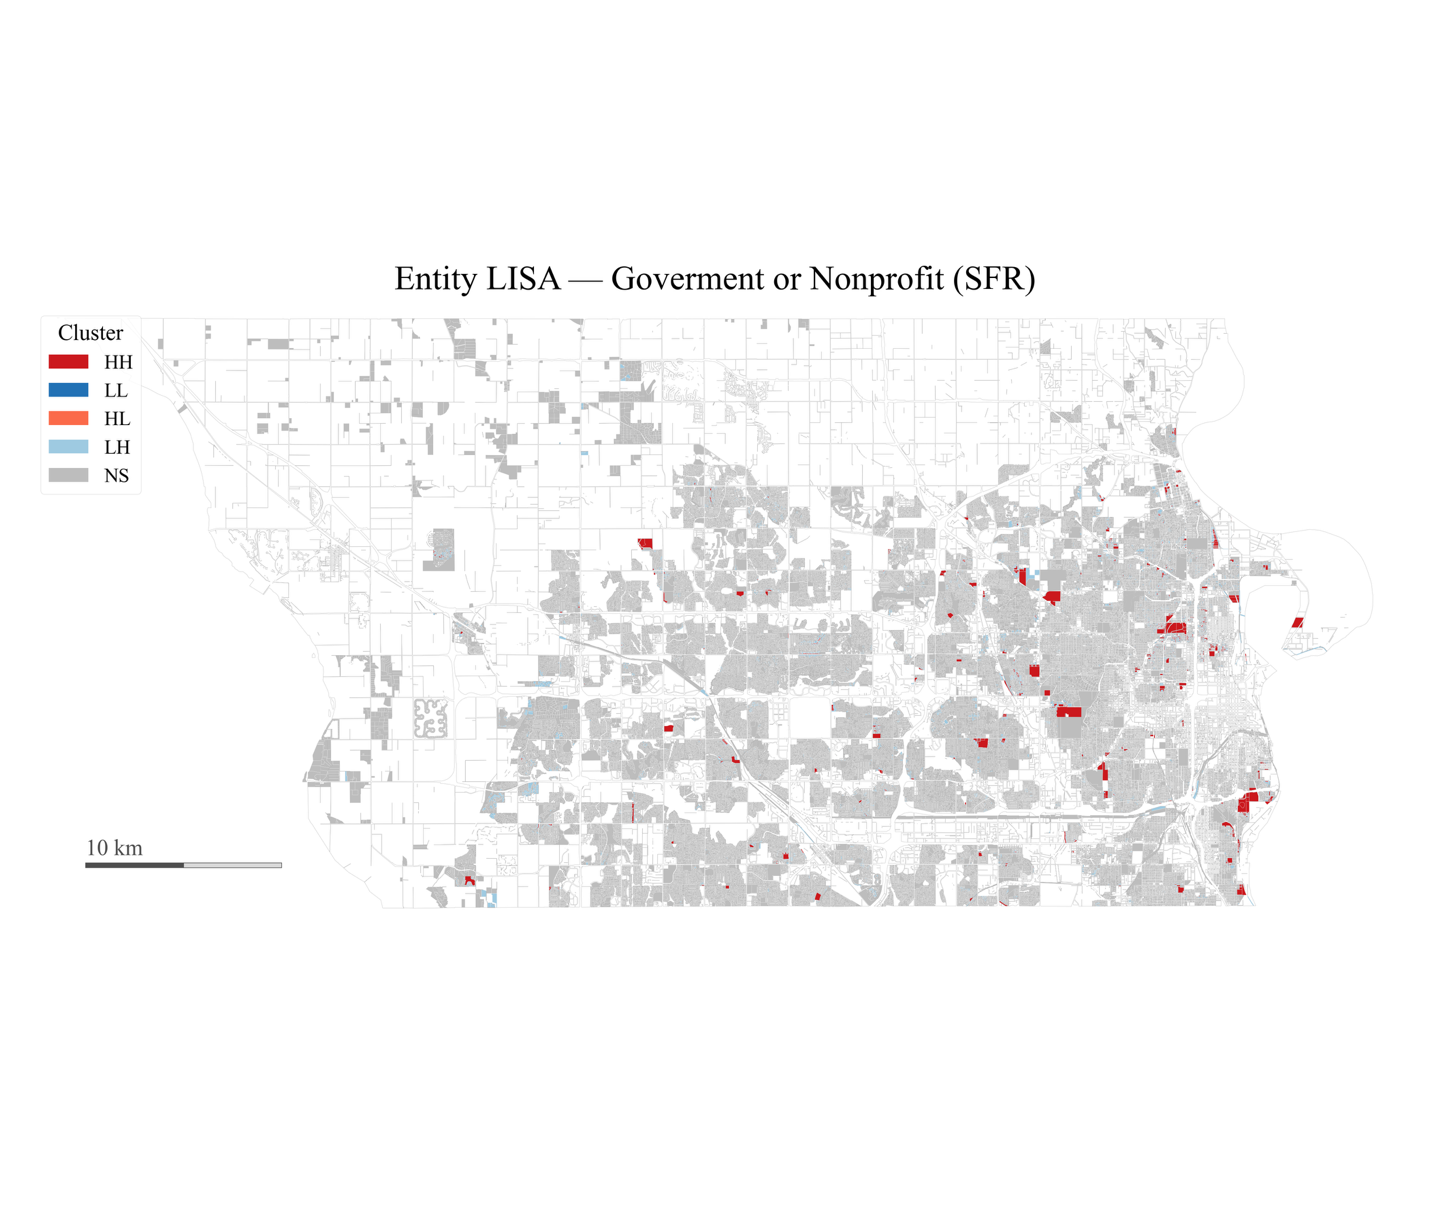 Entity LISA — Goverment or Nonprofit (SFR)
Cluster
HH
LL
HL
LH
NS
10 km